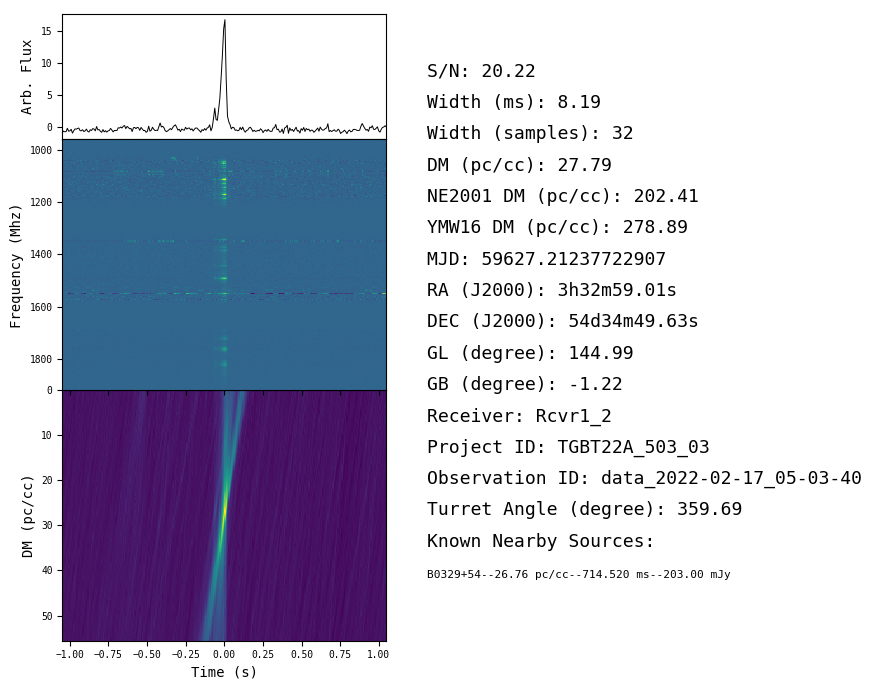 15
10
5
0
Arb. Flux
1000
1200
1400
1600
1800
Frequency (Mhz)
0
10
20
30
40
50
DM (pc/cc)
−1.00 −0.75 −0.50 −0.25 0.00 0.25 0.50 0.75 1.00
Time (s)
S/N: 20.22
Width (ms): 8.19
Width (samples): 32
DM (pc/cc): 27.79
NE2001 DM (pc/cc): 202.41
YMW16 DM (pc/cc): 278.89
MJD: 59627.21237722907
RA (J2000): 3h32m59.01s
DEC (J2000): 54d34m49.63s
GL (degree): 144.99
GB (degree): -1.22
Receiver: Rcvr1_2
Project ID: TGBT22A_503_03
Observation ID: data_2022-02-17_05-03-40
Turret Angle (degree): 359.69
Known Nearby Sources:
B0329+54--26.76 pc/cc--714.520 ms--203.00 mJy